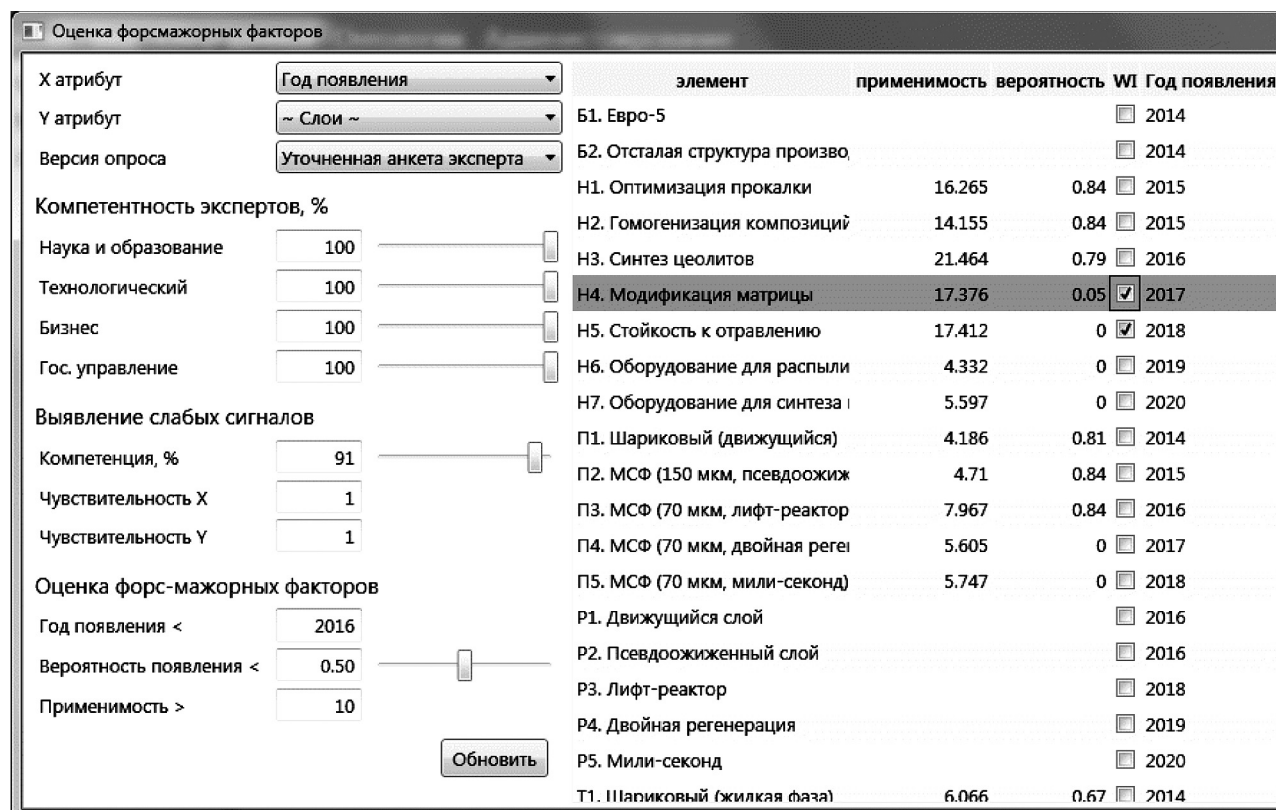 Оценка форсмажорных факторов
X атрибут Год появления
Y атрибут ~ Слои ~
Версия опроса Уточненная анкета эксперта
Компетентность экспертов, %
Наука и образование 100
Технологический 100
Бизнес 100
Гос. управление 100
Выявление слабых сигналов
Компетенция, % 91
Чувствительность X 1
Чувствительность Y 1
Оценка форс-мажорных факторов
Год появления < 2016
Вероятность появления < 0.50
Применимость > 10
Обновить
элемент применимость вероятность WI Год появления
Б1. Евро-5 2014
Б2. Отсталая структура произво 2014
Н1. Оптимизация прокалки 16.265 0.84 2015
Н2. Гомогенизация композиций 14.155 0.84 2015
Н3. Синтез цеолитов 21.464 0.79 2016
Н4. Модификация матрицы 17.376 0.05 2017
Н5. Стойкость к отравлению 17.412 0 2018
Н6. Оборудование для распыли 4.332 0 2019
Н7. Оборудование для синтеза 5.597 0 2020
П1. Шариковый (движущийся) 4.186 0.81 2014
П2. МСФ (150 мкм, псевдоожиж 4.71 0.84 2015
П3. МСФ (70 мкм, лифт-реактор 7.967 0.84 2016
П4. МСФ (70 мкм, двойная реге 5.605 0 2017
П5. МСФ (70 мкм, мили-секонд) 5.747 0 2018
Р1. Движущийся слой 2016
Р2. Псевдоожиженный слой 2016
Р3. Лифт-реактор 2018
Р4. Двойная регенерация 2019
Р5. Мили-секонд 2020
Т1. Шариковый (жидкая фаза) 6.066 0.67 2014